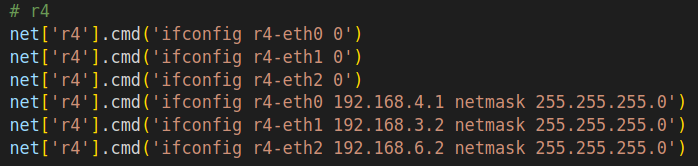 # r4
net['r4'].cmd('ifconfig r4-eth0 0')
net['r4'].cmd('ifconfig r4-eth1 0')
net['r4'].cmd('ifconfig r4-eth2 0')
net['r4'].cmd('ifconfig r4-eth0 192.168.4.1 netmask 255.255.255.0')
net['r4'].cmd('ifconfig r4-eth1 192.168.3.2 netmask 255.255.255.0')
net['r4'].cmd('ifconfig r4-eth2 192.168.6.2 netmask 255.255.255.0')